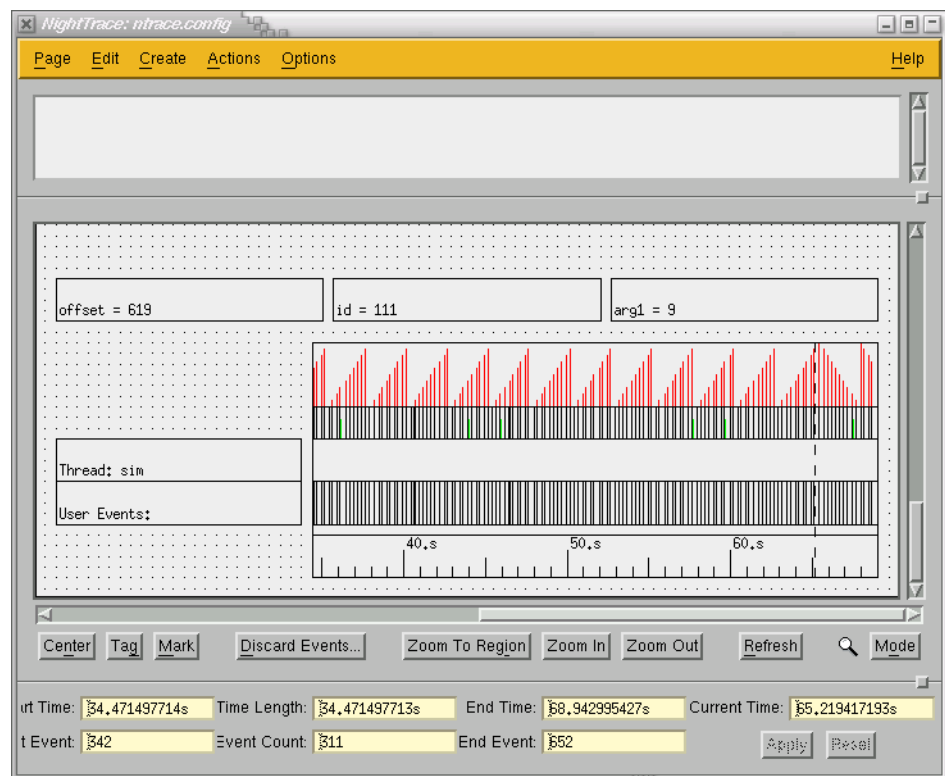 NightTrace: ntrace.config
Page Edit Create Actions Options Help
offset = 619 id = 111 arg1 = 9
Thread: sim
User Events:
40.s 50.s 60.s
Center Tag Mark Discard Events... Zoom To Region Zoom In Zoom Out Refresh Mode
rt Time: 34.471497714s Time Length: 34.471497713s End Time: 68.942995427s Current Time: 65.219417193s
t Event: 342 Event Count: 311 End Event: 652 Apply Reset